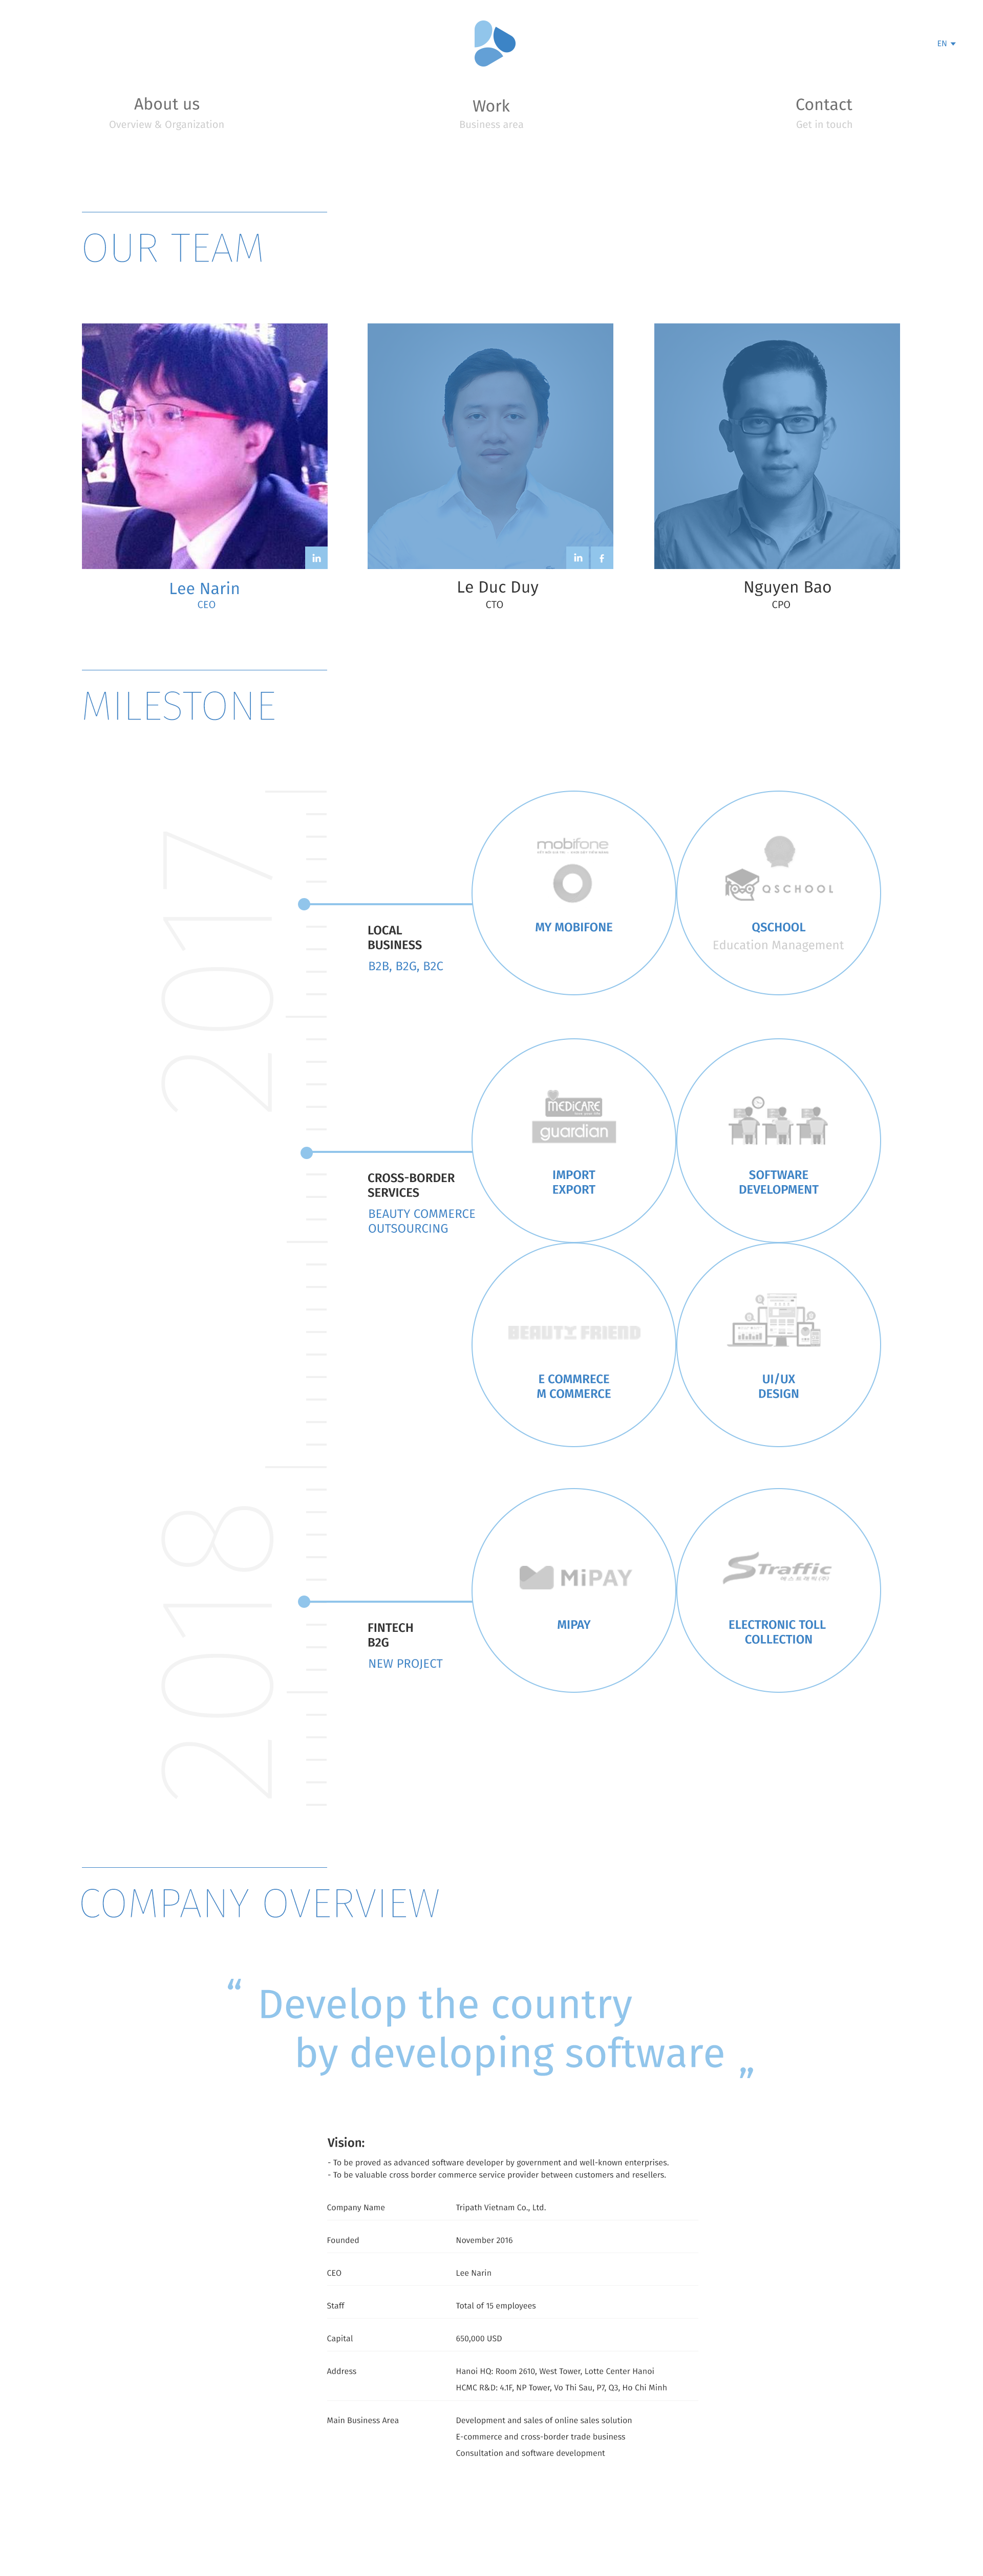 EN
About us
Overview & Organization
Work
Business area
Contact
Get in touch
OUR TEAM
in
in f
Lee Narin
CEO
Le Duc Duy
CTO
Nguyen Bao
CPO
MILESTONE
2017
mobifone
MY MOBIFONE
QSCHOOL
QSCHOOL
Education Management
LOCAL
BUSINESS
B2B, B2G, B2C
MEDiCARE
guardian
IMPORT
EXPORT
SOFTWARE
DEVELOPMENT
CROSS-BORDER
SERVICES
BEAUTY COMMERCE
OUTSOURCING
BEAUTY FRIEND
E COMMRECE
M COMMERCE
UI/UX
DESIGN
2018
MiPAY
MIPAY
STraffic
에스트래픽(주)
ELECTRONIC TOLL
COLLECTION
FINTECH
B2G
NEW PROJECT
COMPANY OVERVIEW
“ Develop the country
by developing software ”
Vision:
- To be proved as advanced software developer by government and well-known enterprises.
- To be valuable cross border commerce service provider between customers and resellers.
Company Name Tripath Vietnam Co., Ltd.
Founded November 2016
CEO Lee Narin
Staff Total of 15 employees
Capital 650,000 USD
Address Hanoi HQ: Room 2610, West Tower, Lotte Center Hanoi
HCMC R&D: 4.1F, NP Tower, Vo Thi Sau, P7, Q3, Ho Chi Minh
Main Business Area Development and sales of online sales solution
E-commerce and cross-border trade business
Consultation and software development